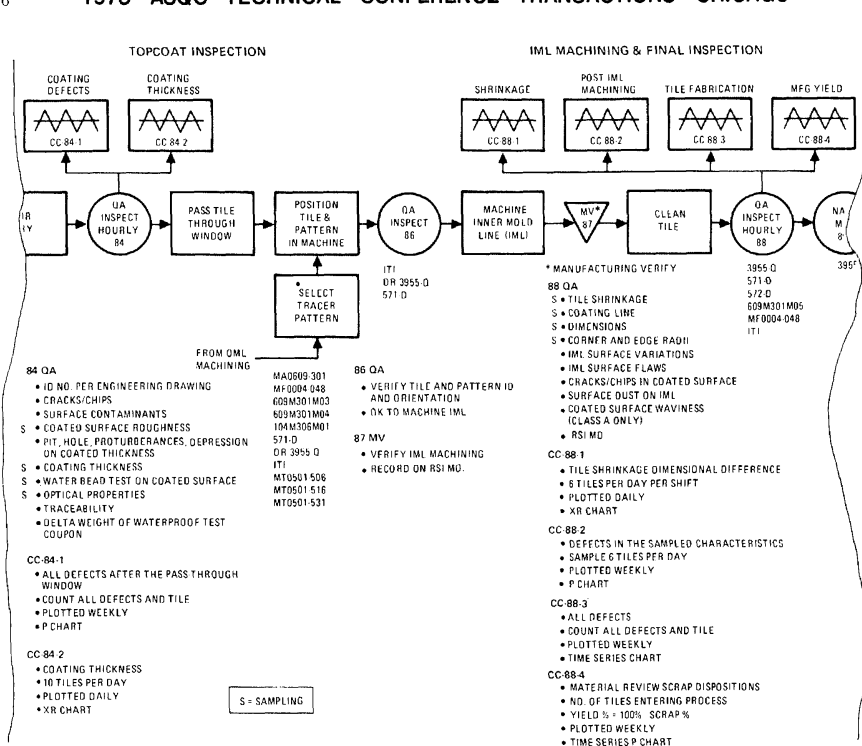 6
1978 ASQC TECHNICAL CONFERENCE TRANSACTIONS CHICAGO
TOPCOAT INSPECTION
COATING
DEFECTS
COATING
THICKNESS
CC 84-1
CC 84-2
IR
LY
QA
INSPECT
HOURLY
84
PASS TILE
THROUGH
WINDOW
POSITION
TILE &
PATTERN
IN MACHINE
QA
INSPECT
86
ITI
OR 3955-Q
571-D
• SELECT
TRACER
PATTERN
FROM OML
MACHINING
IML MACHINING & FINAL INSPECTION
SHRINKAGE
POST IML
MACHINING
TILE FABRICATION
MFG YIELD
CC 88-1
CC 88-2
CC 88-3
CC 88-4
MACHINE
INNER MOLD
LINE (IML)
MV*
87
CLEAN
TILE
QA
INSPECT
HOURLY
88
NA
M
8
395
* MANUFACTURING VERIFY
3955 Q
571-D
572-D
609M301M05
MF0004-048
ITI
84 QA
• ID NO. PER ENGINEERING DRAWING
• CRACKS/CHIPS
• SURFACE CONTAMINANTS
S • COATED SURFACE ROUGHNESS
• PIT, HOLE, PROTURBERANCES, DEPRESSION
ON COATED THICKNESS
S • COATING THICKNESS
S • WATER BEAD TEST ON COATED SURFACE
S • OPTICAL PROPERTIES
• TRACEABILITY
• DELTA WEIGHT OF WATERPROOF TEST
COUPON
MA0609-301
MF0004-048
609M301M03
609M301M04
104M306M01
571-D
OR 3955 Q
ITI
MT0501-506
MT0501-516
MT0501-531
86 QA
• VERIFY TILE AND PATTERN ID
AND ORIENTATION
• OK TO MACHINE IML
87 MV
• VERIFY IML MACHINING
• RECORD ON RSI MO.
88 QA
S • TILE SHRINKAGE
S • COATING LINE
S • DIMENSIONS
S • CORNER AND EDGE RADII
• IML SURFACE VARIATIONS
• IML SURFACE FLAWS
• CRACKS/CHIPS IN COATED SURFACE
• SURFACE DUST ON IML
• COATED SURFACE WAVINESS
(CLASS A ONLY)
• RSI MO
CC-84-1
• ALL DEFECTS AFTER THE PASS THROUGH
WINDOW
• COUNT ALL DEFECTS AND TILE
• PLOTTED WEEKLY
• P CHART
CC-84-2
• COATING THICKNESS
• 10 TILES PER DAY
• PLOTTED DAILY
• XR CHART
S = SAMPLING
CC-88-1
• TILE SHRINKAGE DIMENSIONAL DIFFERENCE
• 6 TILES PER DAY PER SHIFT
• PLOTTED DAILY
• XR CHART
CC-88-2
• DEFECTS IN THE SAMPLED CHARACTERISTICS
• SAMPLE 6 TILES PER DAY
• PLOTTED WEEKLY
• P CHART
CC-88-3
• ALL DEFECTS
• COUNT ALL DEFECTS AND TILE
• PLOTTED WEEKLY
• TIME SERIES CHART
CC-88-4
• MATERIAL REVIEW SCRAP DISPOSITIONS
• NO. OF TILES ENTERING PROCESS
• YIELD % = 100% SCRAP %
• PLOTTED WEEKLY
• TIME SERIES P CHART